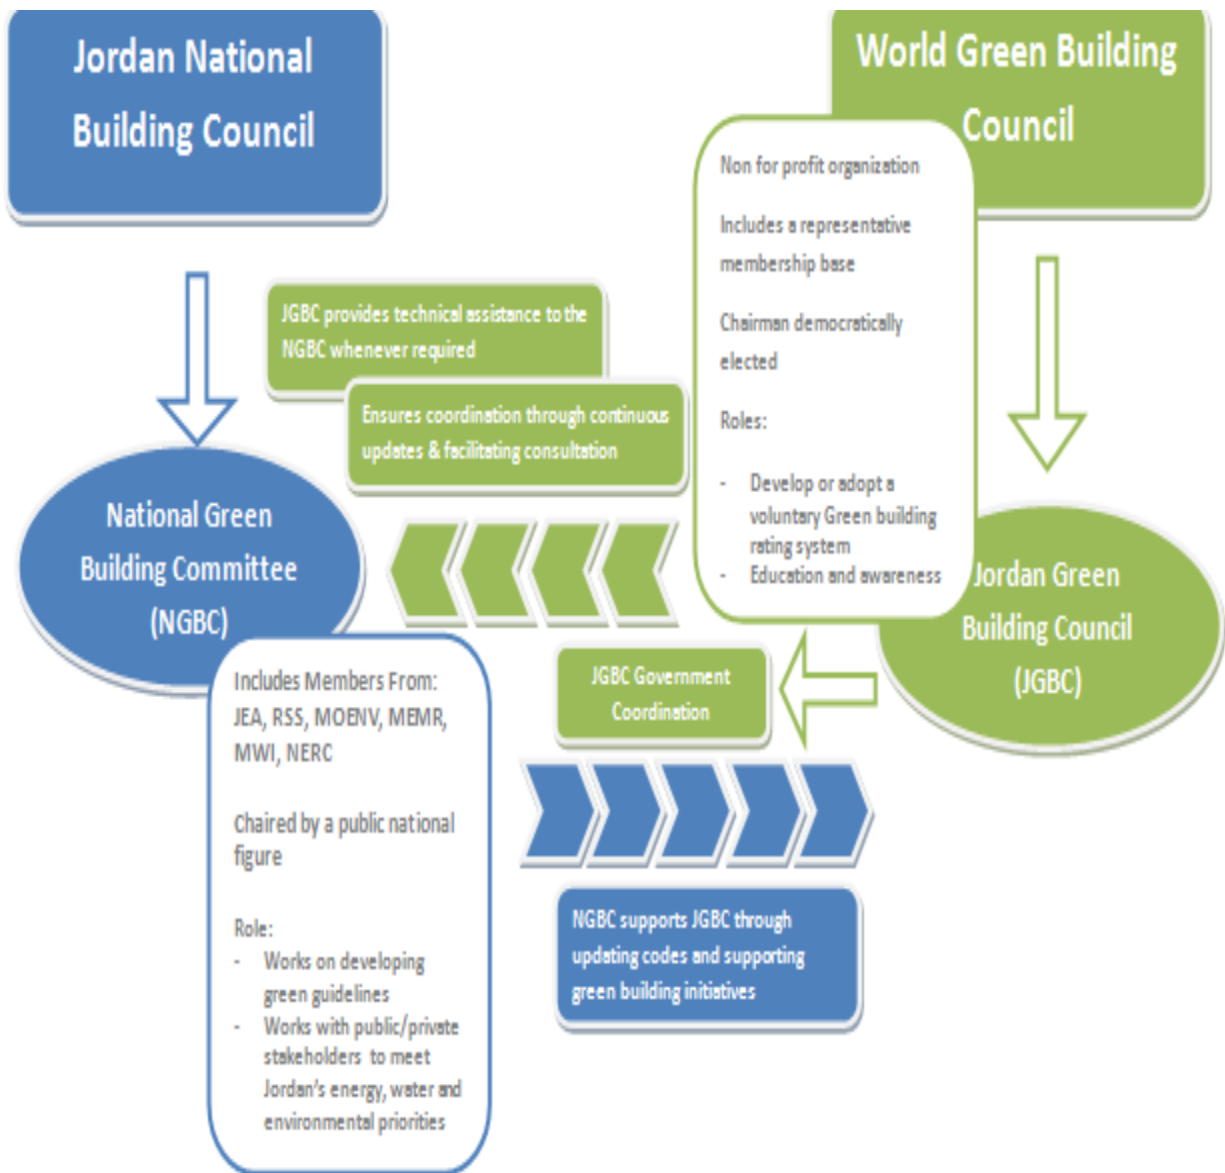 Jordan National
Building Council
World Green Building
Council
Non for profit organization
Includes a representative
membership base
Chairman democratically
elected
Roles:
- Develop or adopt a
voluntary Green building
rating system
- Education and awareness
JGBC provides technical assistance to the
NGBC whenever required
Ensures coordination through continuous
updates & facilitating consultation
National Green
Building Committee
(NGBC)
Jordan Green
Building Council
(JGBC)
JGBC Government
Coordination
Includes Members From:
JEA, RSS, MOENV, MEMR,
MWI, NERC
Chaired by a public national
figure
Role:
- Works on developing
green guidelines
- Works with public/private
stakeholders to meet
Jordan's energy, water and
environmental priorities
NGBC supports JGBC through
updating codes and supporting
green building initiatives